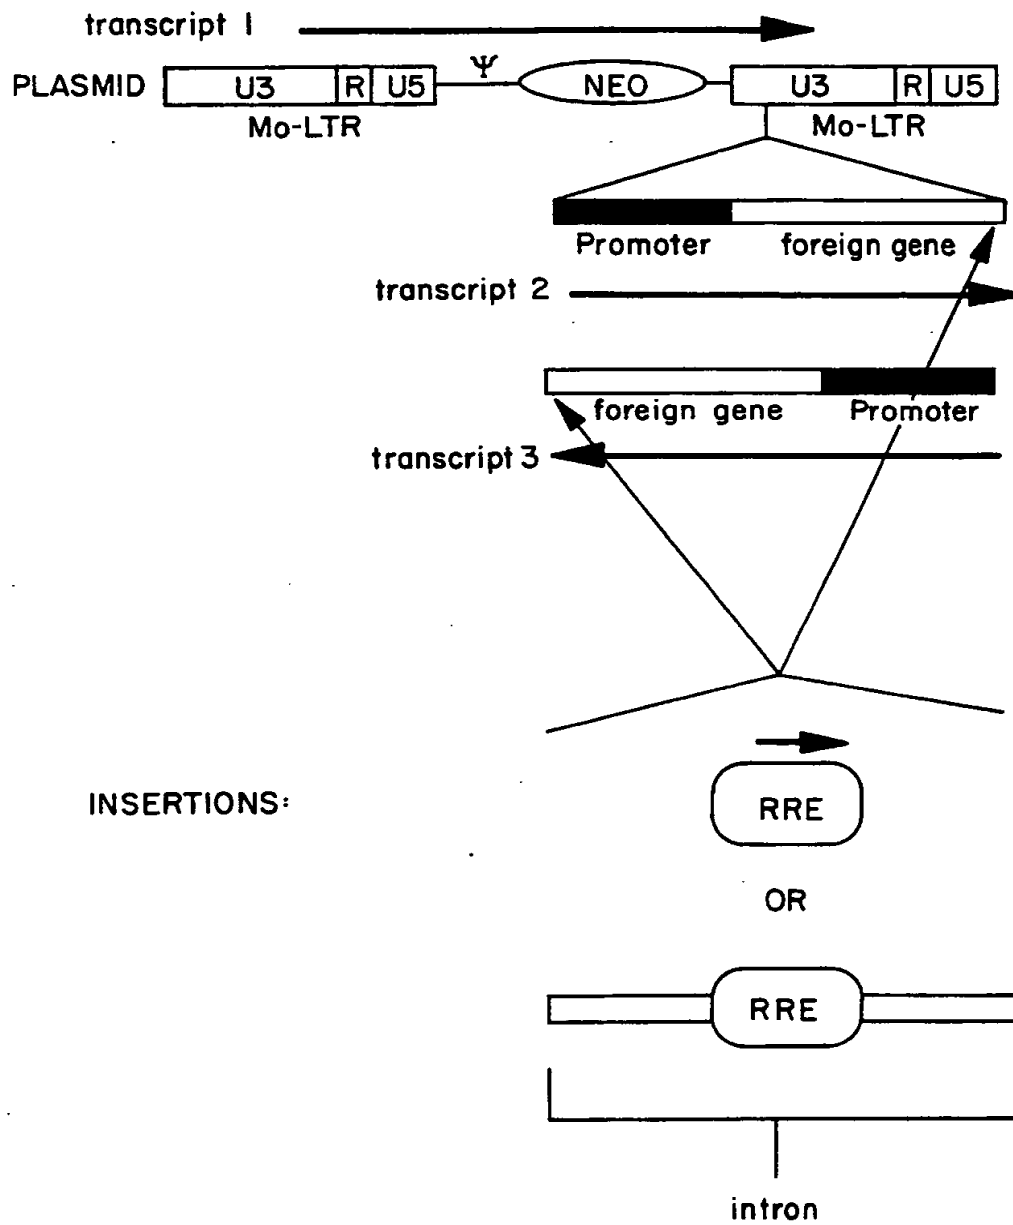 transcript 1
Ψ
PLASMID U3 R U5 NEO U3 R U5
Mo-LTR Mo-LTR
Promoter foreign gene
transcript 2
foreign gene Promoter
transcript 3
INSERTIONS: RRE
OR
RRE
intron